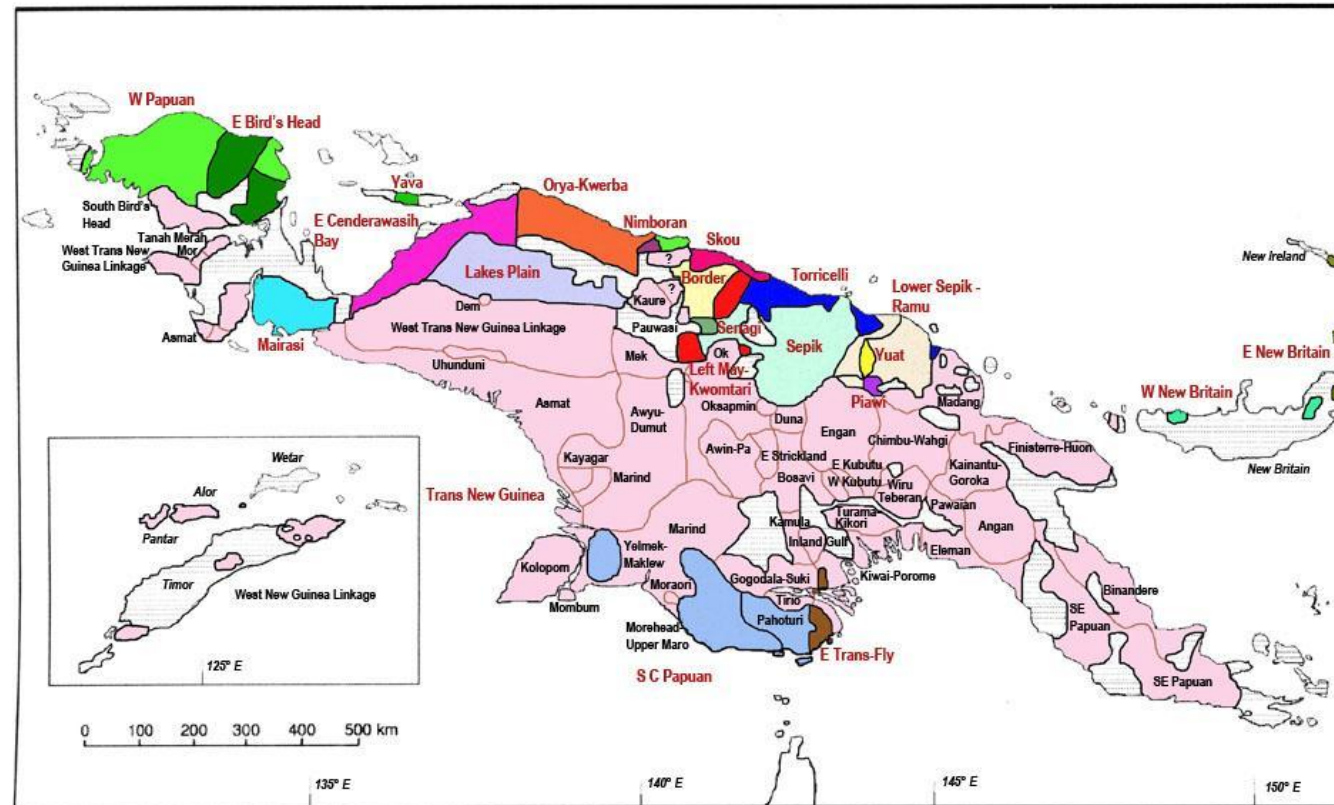 W Papuan
E Bird's Head
Yava
Orya-Kwerba
South Bird's
Head
E Cenderawasih
Bay
Nimboran
Skou
Tanah Merah
Mor
West Trans New
Guinea Linkage
?
Lakes Plain
Border
Torricelli
New Ireland
Kaure
?
Lower Sepik -
Ramu
Dem
West Trans New Guinea Linkage
Pauwasi
Senagi
Asmat
Mairasi
Sepik
Yuat
E New Britain
Uhunduni
Mek
Ok
Left May-
Kwomtari
Piawi
W New Britain
Asmat
Awyu-
Dumut
Oksapmin
Duna
Engan
Madang
Chimbu-Wahgi
Finisterre-Huon
New Britain
Awin-Pa
E Strickland
Kayagar
Marind
Bosavi
E Kubutu
W Kubutu
Wiru
Teberan
Kainantu-
Goroka
Wetar
Alor
Pantar
Timor
West New Guinea Linkage
125° E
Trans New Guinea
Marind
Kamula
Turama-
Kikori
Pawaian
Angan
Inland Gulf
Eleman
Yelmek-
Maklew
Kolopom
Gogodala-Suki
Kiwai-Porome
Moraori
Mombum
Tirio
Pahoturi
Binandere
SE
Papuan
Morehead-
Upper Maro
E Trans-Fly
S C Papuan
SE Papuan
0 100 200 300 400 500 km
135° E
140° E
145° E
150° E